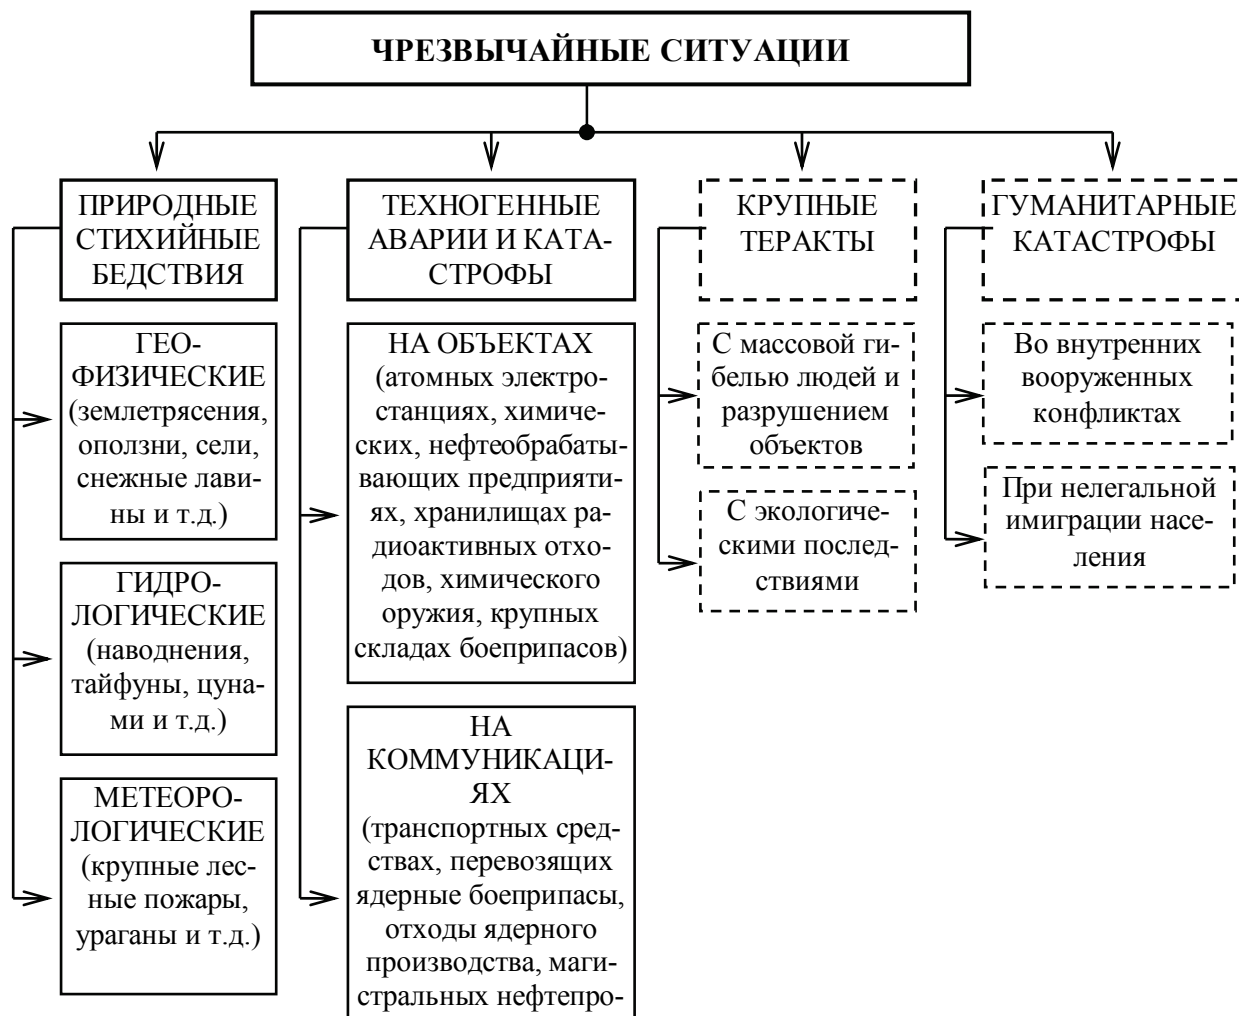 ЧРЕЗВЫЧАЙНЫЕ СИТУАЦИИ
ПРИРОДНЫЕ
СТИХИЙНЫЕ
БЕДСТВИЯ
ТЕХНОГЕННЫЕ
АВАРИИ И КАТА-
СТРОФЫ
КРУПНЫЕ
ТЕРАКТЫ
ГУМАНИТАРНЫЕ
КАТАСТРОФЫ
ГЕО-
ФИЗИЧЕСКИЕ
(землетрясения,
оползни, сели,
снежные лави-
ны и т.д.)
ГИДРО-
ЛОГИЧЕСКИЕ
(наводнения,
тайфуны, цуна-
ми и т.д.)
МЕТЕОРО-
ЛОГИЧЕСКИЕ
(крупные лес-
ные пожары,
ураганы и т.д.)
НА ОБЪЕКТАХ
(атомных электро-
станциях, химиче-
ских, нефтеобрабаты-
вающих предприяти-
ях, хранилищах ра-
диоактивных отхо-
дов, химического
оружия, крупных
складах боеприпасов)
НА
КОММУНИКАЦИ-
ЯХ
(транспортных сред-
ствах, перевозящих
ядерные боеприпасы,
отходы ядерного
производства, маги-
стральных нефтепро-
С массовой ги-
белью людей и
разрушением
объектов
С экологиче-
скими послед-
ствиями
Во внутренних
вооруженных
конфликтах
При нелегальной
имиграции насе-
ления